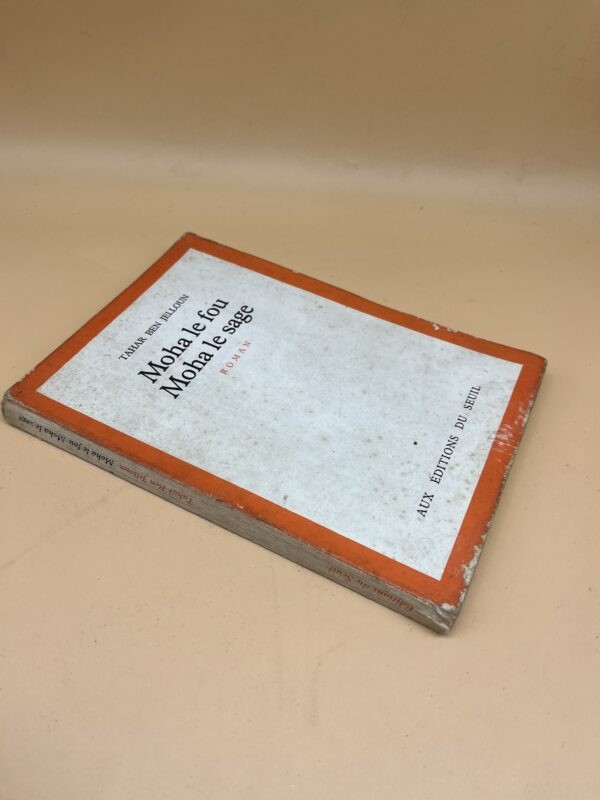 TAHAR BEN JELLOUN
Moha le fou
Moha le sage
ROMAN
AUX ÉDITIONS DU SEUIL
Moha le fou Moha le sage
Tahar Ben Jelloun
Éditions du Seuil